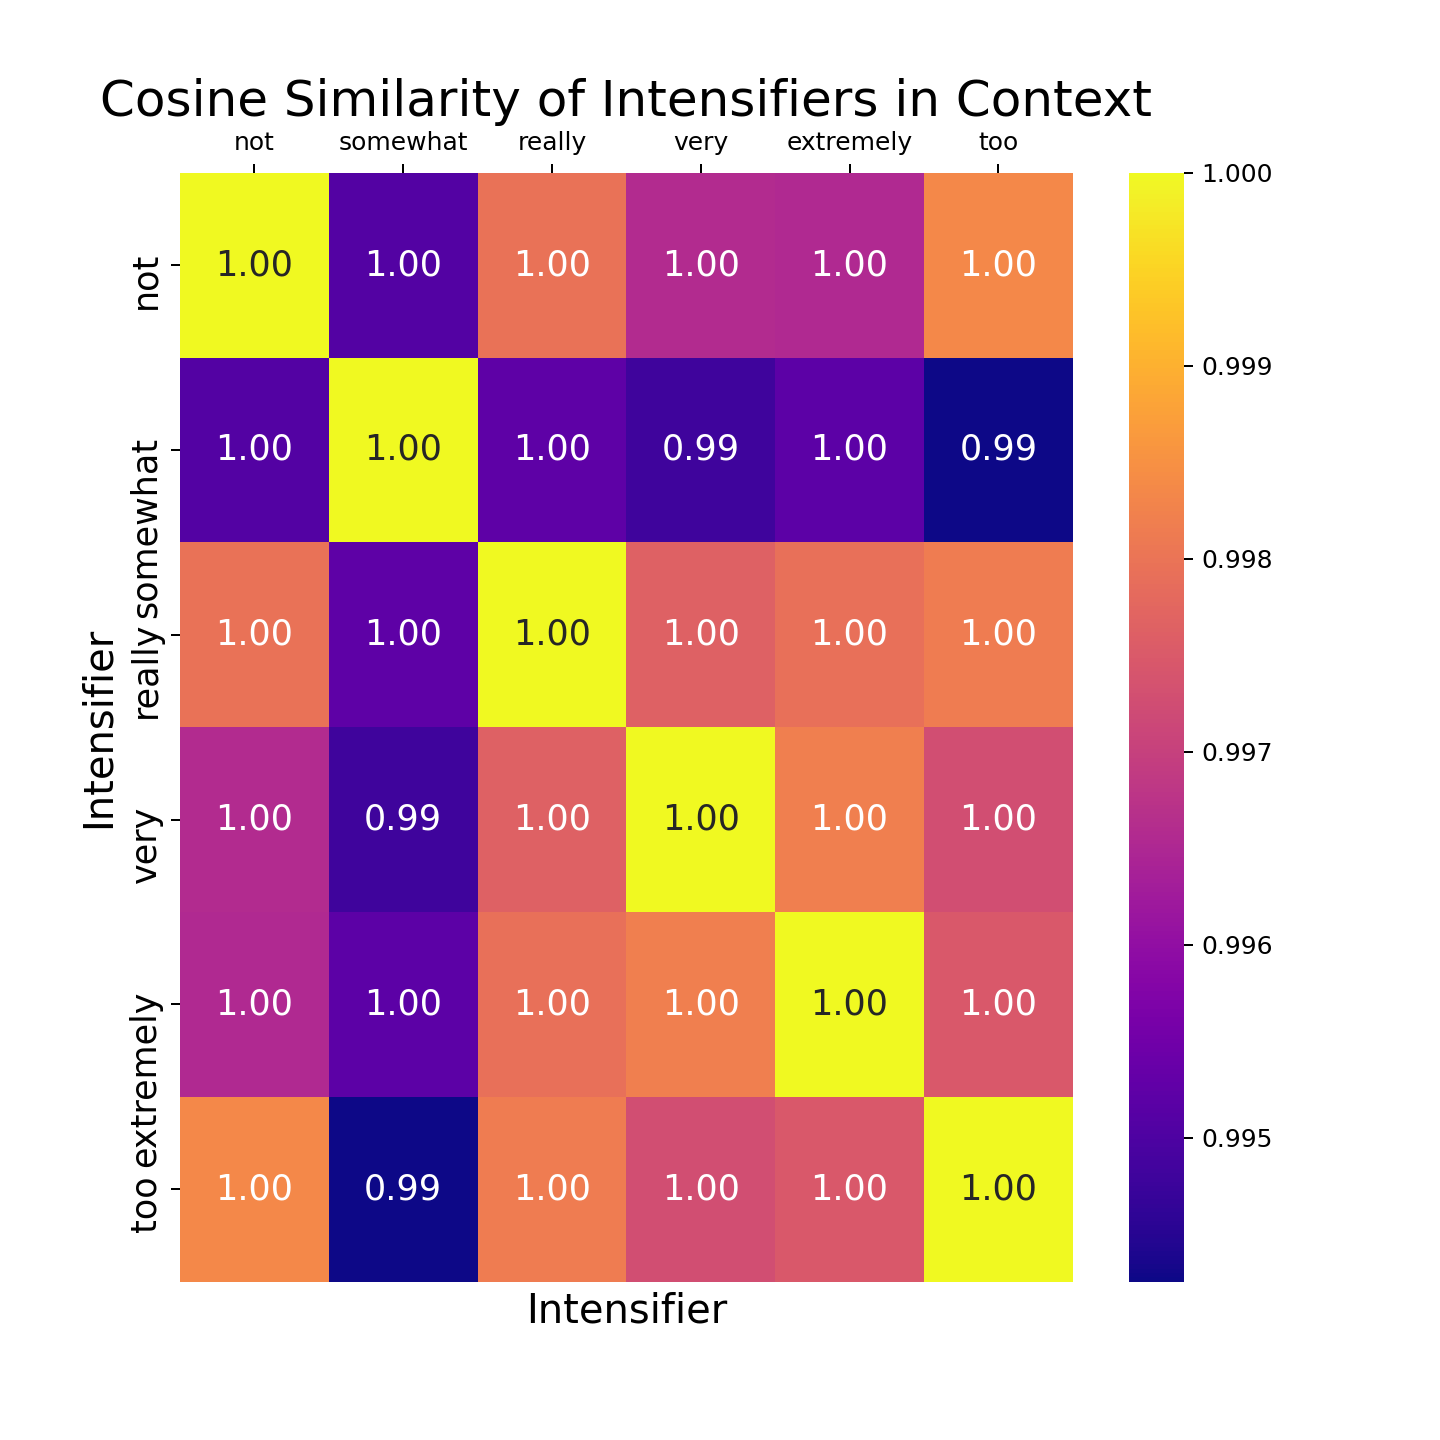 Cosine Similarity of Intensifiers in Context
not somewhat really very extremely too
not 1.00 1.00 1.00 1.00 1.00 1.00
somewhat 1.00 1.00 1.00 0.99 1.00 0.99
really 1.00 1.00 1.00 1.00 1.00 1.00
very 1.00 0.99 1.00 1.00 1.00 1.00
extremely 1.00 1.00 1.00 1.00 1.00 1.00
too 1.00 0.99 1.00 1.00 1.00 1.00
Intensifier
Intensifier
1.000
0.999
0.998
0.997
0.996
0.995